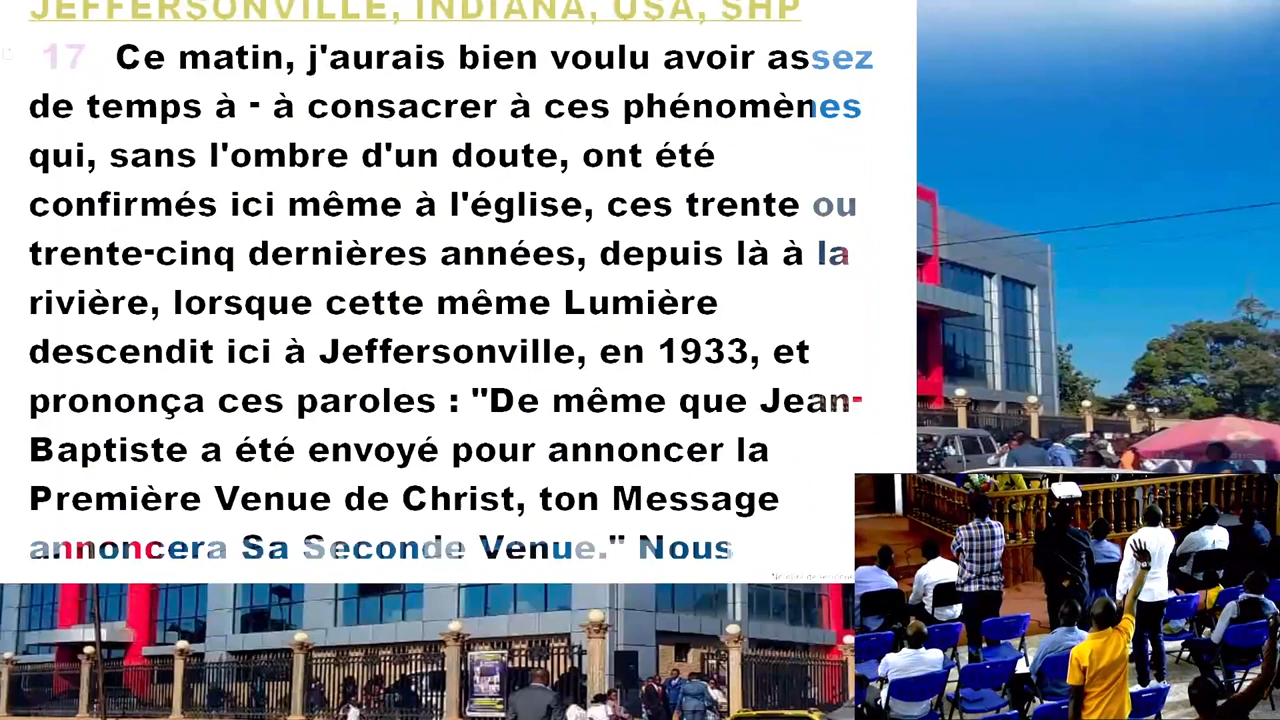 JEFFERSONVILLE, INDIANA, USA, SHP
17 Ce matin, j'aurais bien voulu avoir assez
de temps à - à consacrer à ces phénomènes
qui, sans l'ombre d'un doute, ont été
confirmés ici même à l'église, ces trente ou
trente-cinq dernières années, depuis là à la
rivière, lorsque cette même Lumière
descendit ici à Jeffersonville, en 1933, et
prononça ces paroles : "De même que Jean-
Baptiste a été envoyé pour annoncer la
Première Venue de Christ, ton Message
annoncera Sa Seconde Venue." Nous